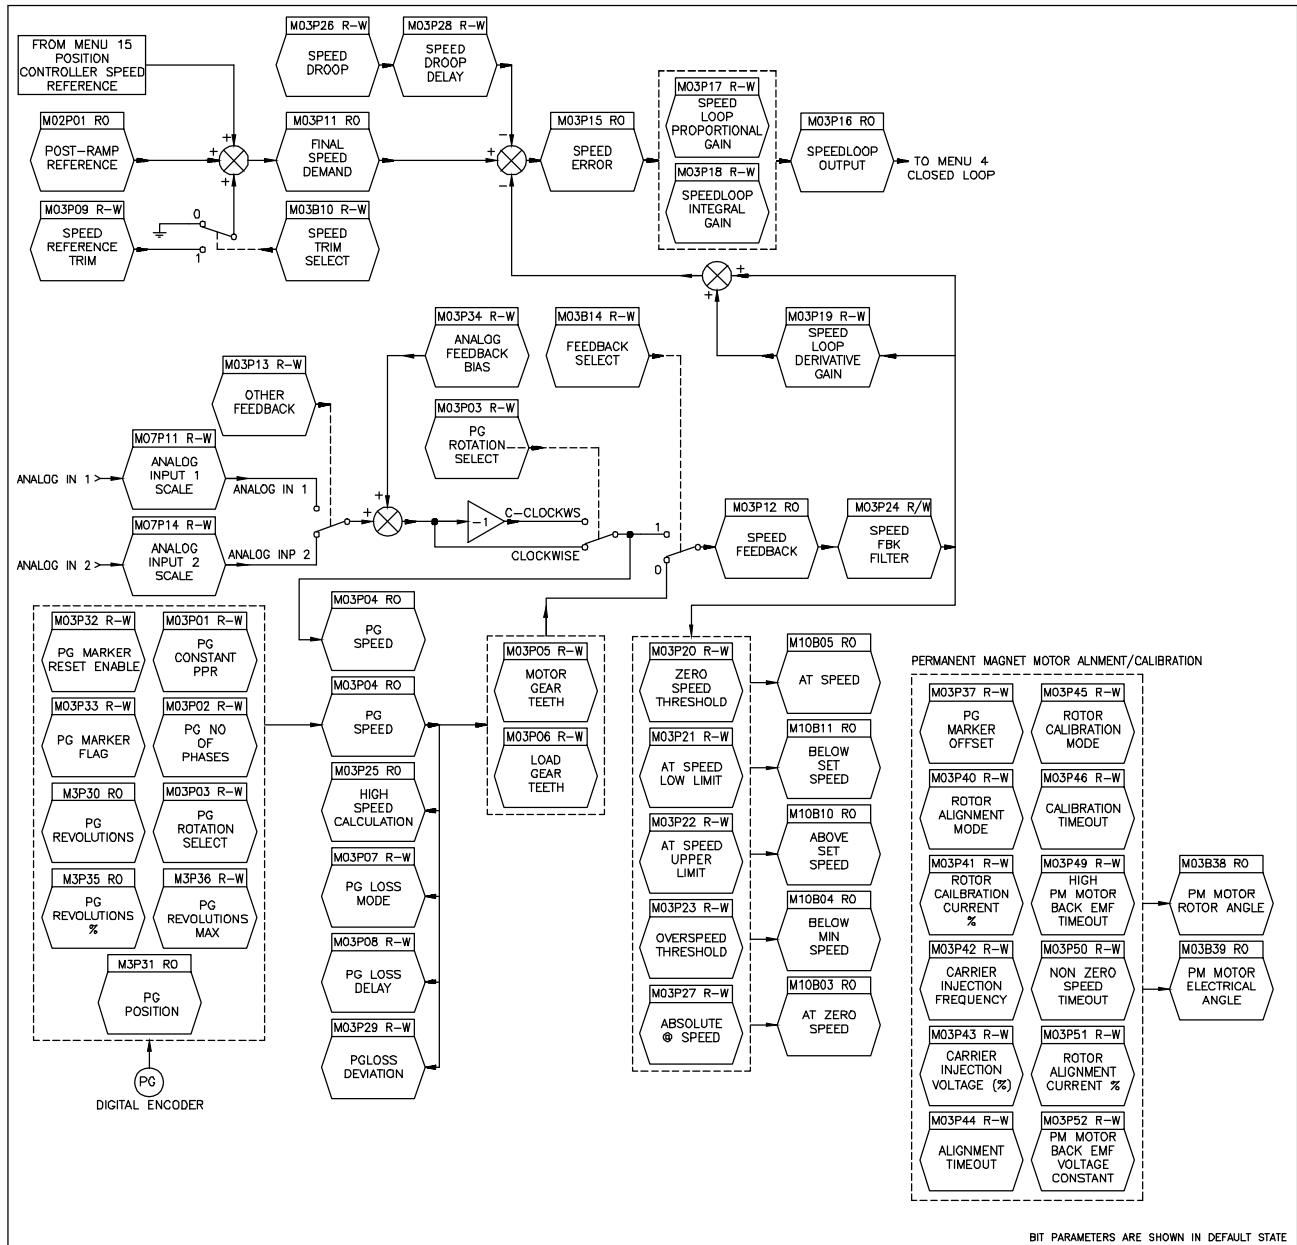 FROM MENU 15
POSITION
CONTROLLER SPEED
REFERENCE
M03P26 R-W
SPEED
DROOP
M03P28 R-W
SPEED
DROOP
DELAY
M02P01 RO
POST-RAMP
REFERENCE
+
+
+
M03P11 RO
FINAL
SPEED
DEMAND
-
+
-
M03P15 RO
SPEED
ERROR
M03P17 R-W
SPEED
LOOP
PROPORTIONAL
GAIN
M03P18 R-W
SPEEDLOOP
INTEGRAL
GAIN
M03P16 RO
SPEEDLOOP
OUTPUT
TO MENU 4
CLOSED LOOP
M03P09 R-W
SPEED
REFERENCE
TRIM
0
1
M03B10 R-W
SPEED
TRIM
SELECT
+
+
M03P19 R-W
SPEED
LOOP
DERIVATIVE
GAIN
M03P34 R-W
ANALOG
FEEDBACK
BIAS
M03B14 R-W
FEEDBACK
SELECT
M03P13 R-W
OTHER
FEEDBACK
M03P03 R-W
PG
ROTATION
SELECT
ANALOG IN 1 >
M07P11 R-W
ANALOG
INPUT 1
SCALE
ANALOG IN 1
ANALOG IN 2 >
M07P14 R-W
ANALOG
INPUT 2
SCALE
ANALOG INP 2
+
+
-1
C-CLOCKWS
CLOCKWISE
1
0
M03P12 RO
SPEED
FEEDBACK
M03P24 R/W
SPEED
FBK
FILTER
M03P32 R-W
PG MARKER
RESET ENABLE
M03P01 R-W
PG
CONSTANT
PPR
M03P33 R-W
PG MARKER
FLAG
M03P02 R-W
PG NO
OF
PHASES
M3P30 RO
PG
REVOLUTIONS
M03P03 R-W
PG
ROTATION
SELECT
M3P35 RO
PG
REVOLUTIONS
%
M3P36 R-W
PG
REVOLUTIONS
MAX
M3P31 RO
PG
POSITION
PG
DIGITAL ENCODER
M03P04 RO
PG
SPEED
M03P04 RO
PG
SPEED
M03P25 RO
HIGH
SPEED
CALCULATION
M03P07 R-W
PG LOSS
MODE
M03P08 R-W
PG LOSS
DELAY
M03P29 R-W
PGLOSS
DEVIATION
M03P05 R-W
MOTOR
GEAR
TEETH
M03P06 R-W
LOAD
GEAR
TEETH
M03P20 R-W
ZERO
SPEED
THRESHOLD
M03P21 R-W
AT SPEED
LOW LIMIT
M03P22 R-W
AT SPEED
UPPER
LIMIT
M03P23 R-W
OVERSPEED
THRESHOLD
M03P27 R-W
ABSOLUTE
@ SPEED
M10B05 RO
AT SPEED
M10B11 RO
BELOW
SET
SPEED
M10B10 RO
ABOVE
SET
SPEED
M10B04 RO
BELOW
MIN
SPEED
M10B03 RO
AT ZERO
SPEED
PERMANENT MAGNET MOTOR ALNMENT/CALIBRATION
M03P37 R-W
PG
MARKER
OFFSET
M03P45 R-W
ROTOR
CALIBRATION
MODE
M03P40 R-W
ROTOR
ALIGNMENT
MODE
M03P46 R-W
CALIBRATION
TIMEOUT
M03P41 R-W
ROTOR
CAILBRATION
CURRENT
%
M03P49 R-W
HIGH
PM MOTOR
BACK EMF
TIMEOUT
M03P42 R-W
CARRIER
INJECTION
FREQUENCY
M03P50 R-W
NON ZERO
SPEED
TIMEOUT
M03P43 R-W
CARRIER
INJECTION
VOLTAGE (%)
M03P51 R-W
ROTOR
ALIGNMENT
CURRENT %
M03P44 R-W
ALIGNMENT
TIMEOUT
M03P52 R-W
PM MOTOR
BACK EMF
VOLTAGE
CONSTANT
M03B38 RO
PM MOTOR
ROTOR ANGLE
M03B39 RO
PM MOTOR
ELECTRICAL
ANGLE
BIT PARAMETERS ARE SHOWN IN DEFAULT STATE